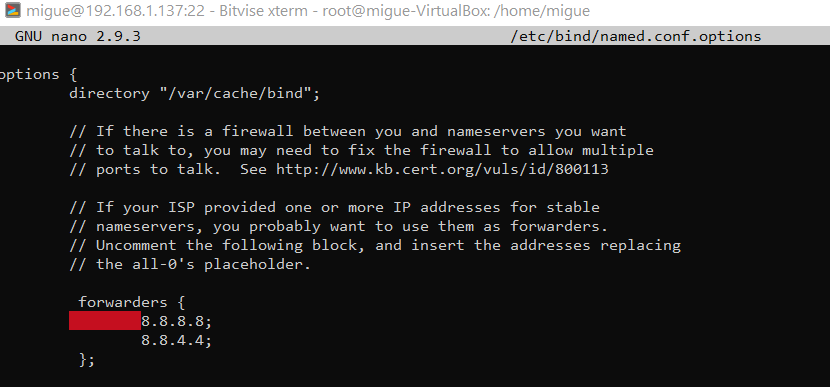 migue@192.168.1.137:22 - Bitvise xterm - root@migue-VirtualBox: /home/migue
GNU nano 2.9.3 /etc/bind/named.conf.options
options {
directory "/var/cache/bind";
// If there is a firewall between you and nameservers you want
// to talk to, you may need to fix the firewall to allow multiple
// ports to talk.  See http://www.kb.cert.org/vuls/id/800113
// If your ISP provided one or more IP addresses for stable
// nameservers, you probably want to use them as forwarders.
// Uncomment the following block, and insert the addresses replacing
// the all-0's placeholder.
forwarders {
8.8.8.8;
8.8.4.4;
};